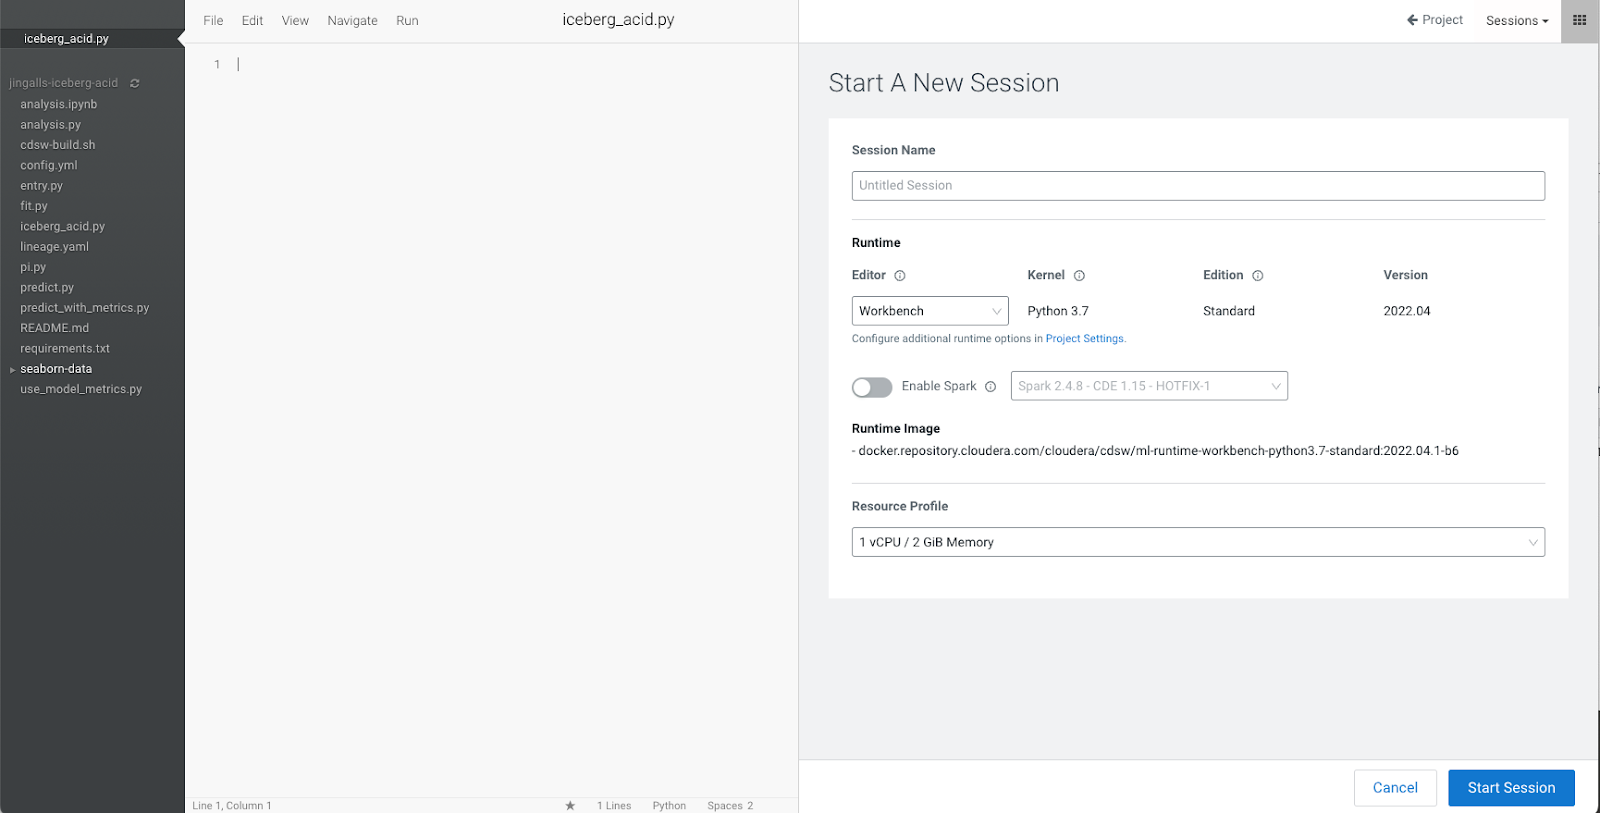 File Edit View Navigate Run
iceberg_acid.py
← Project Sessions
iceberg_acid.py
jingalls-iceberg-acid
analysis.ipynb
analysis.py
cdsw-build.sh
config.yml
entry.py
fit.py
iceberg_acid.py
lineage.yaml
pi.py
predict.py
predict_with_metrics.py
README.md
requirements.txt
seaborn-data
use_model_metrics.py
1
Line 1, Column 1 ★ 1 Lines Python Spaces 2
Start A New Session
Session Name
Untitled Session
Runtime
Editor Kernel Edition Version
Workbench Python 3.7 Standard 2022.04
Configure additional runtime options in Project Settings.
Enable Spark Spark 2.4.8 - CDE 1.15 - HOTFIX-1
Runtime Image
- docker.repository.cloudera.com/cloudera/cdsw/ml-runtime-workbench-python3.7-standard:2022.04.1-b6
Resource Profile
1 vCPU / 2 GiB Memory
Cancel Start Session